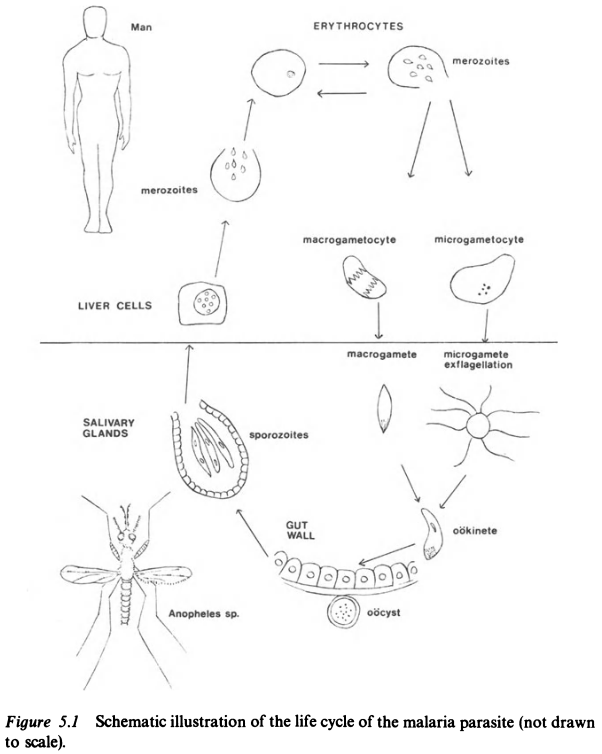 Man
ERYTHROCYTES
merozoites
merozoites
macrogametocyte
microgametocyte
LIVER CELLS
macrogamete
microgamete
exflagellation
SALIVARY
GLANDS
sporozoites
GUT
WALL
oökinete
Anopheles sp.
oöcyst
Figure 5.1 Schematic illustration of the life cycle of the malaria parasite (not drawn
to scale).